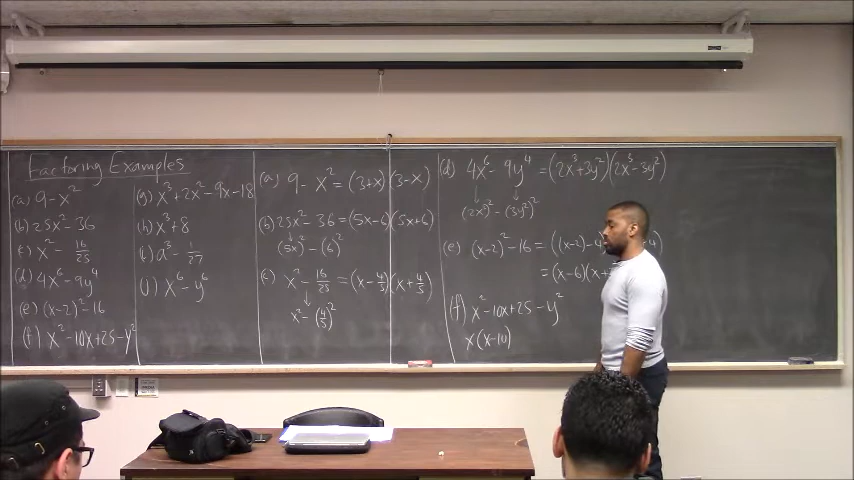 Factoring Examples
(a) 9 - x²
(b) 25x² - 36
(c) x² - 16/25
(d) 4x⁶ - 9y⁴
(e) (x-2)² - 16
(f) x² - 10x + 25 - y²
(g) x³ + 2x² - 9x - 18
(h) x³ + 8
a³ - 1/27
(j) x⁶ - y⁶
(a) 9 - x² = (3+x)(3-x)
(b) 25x² - 36 = (5x-6)(5x+6)
(5x)² - (6)²
(c) x² - 16/25 = (x - 4/5)(x + 4/5)
x² - (4/5)²
(d) 4x⁶ - 9y⁴ = (2x³+3y²)(2x³-3y²)
(2x³)² - (3y²)²
(e) (x-2)² - 16 = ((x-2)-4 4)
= (x-6)(x+
(f) x² - 10x + 25 - y²
x(x-10)